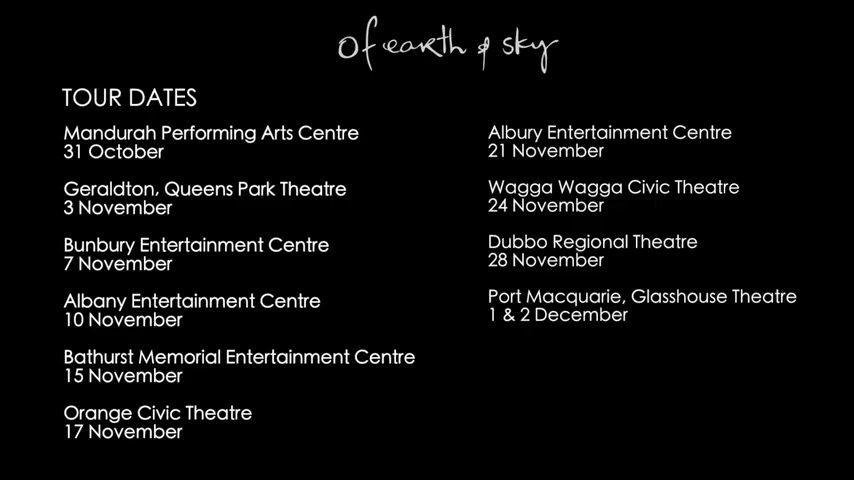 of earth & sky
TOUR DATES
Mandurah Performing Arts Centre
31 October
Geraldton, Queens Park Theatre
3 November
Bunbury Entertainment Centre
7 November
Albany Entertainment Centre
10 November
Bathurst Memorial Entertainment Centre
15 November
Orange Civic Theatre
17 November
Albury Entertainment Centre
21 November
Wagga Wagga Civic Theatre
24 November
Dubbo Regional Theatre
28 November
Port Macquarie, Glasshouse Theatre
1 & 2 December